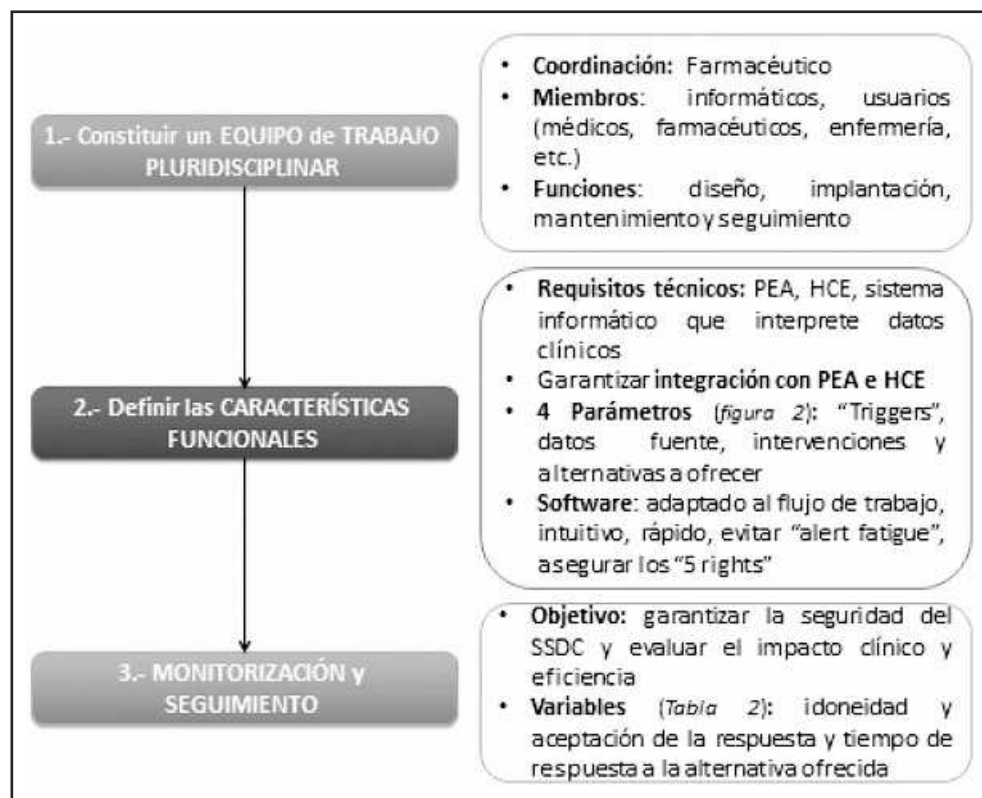 1.- Constituir un EQUIPO de TRABAJO
PLURIDISCIPLINAR
• Coordinación: Farmacéutico
• Miembros: informáticos, usuarios
(médicos, farmacéuticos, enfermería,
etc.)
• Funciones: diseño, implantación,
mantenimiento y seguimiento
2.- Definir las CARACTERÍSTICAS
FUNCIONALES
• Requisitos técnicos: PEA, HCE, sistema
informático que interprete datos
clínicos
• Garantizar integración con PEA e HCE
• 4 Parámetros (figura 2): “Triggers”,
datos fuente, intervenciones y
alternativas a ofrecer
• Software: adaptado al flujo de trabajo,
intuitivo, rápido, evitar “alert fatigue”,
asegurar los “5 rights”
3.- MONITORIZACIÓN y
SEGUIMIENTO
• Objetivo: garantizar la seguridad del
SSDC y evaluar el impacto clínico y
eficiencia
• Variables (Tabla 2): idoneidad y
aceptación de la respuesta y tiempo de
respuesta a la alternativa ofrecida